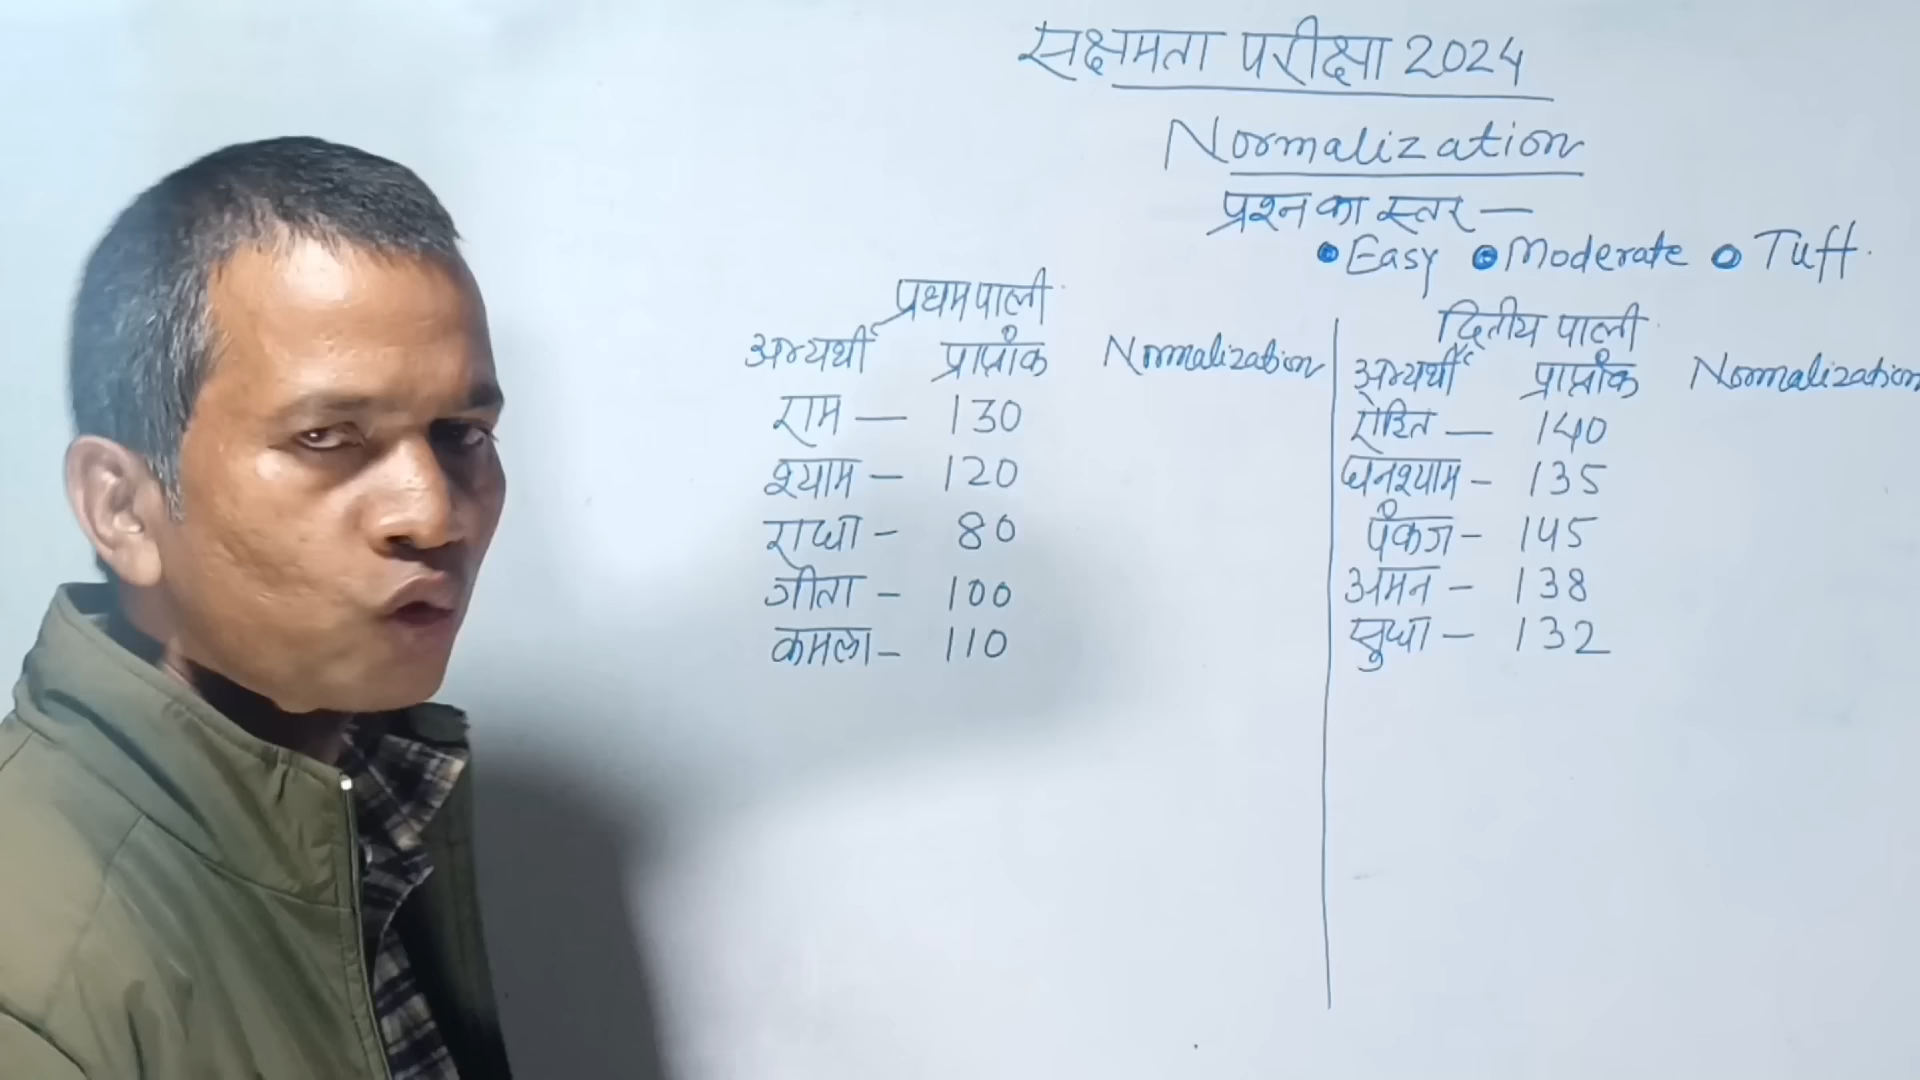 सक्षमता परीक्षा 2024
Normalization
प्रश्न का स्तर —
• Easy • Moderate • Tuff.
प्रथम पाली
अभ्यर्थी प्राप्तांक Normalization
राम — 130
श्याम — 120
राधा - 80
गीता - 100
कमला - 110
द्वितीय पाली
अभ्यर्थी प्राप्तांक Normalization
रोहित — 140
घनश्याम - 135
पंकज - 145
अमन - 138
सुधा - 132